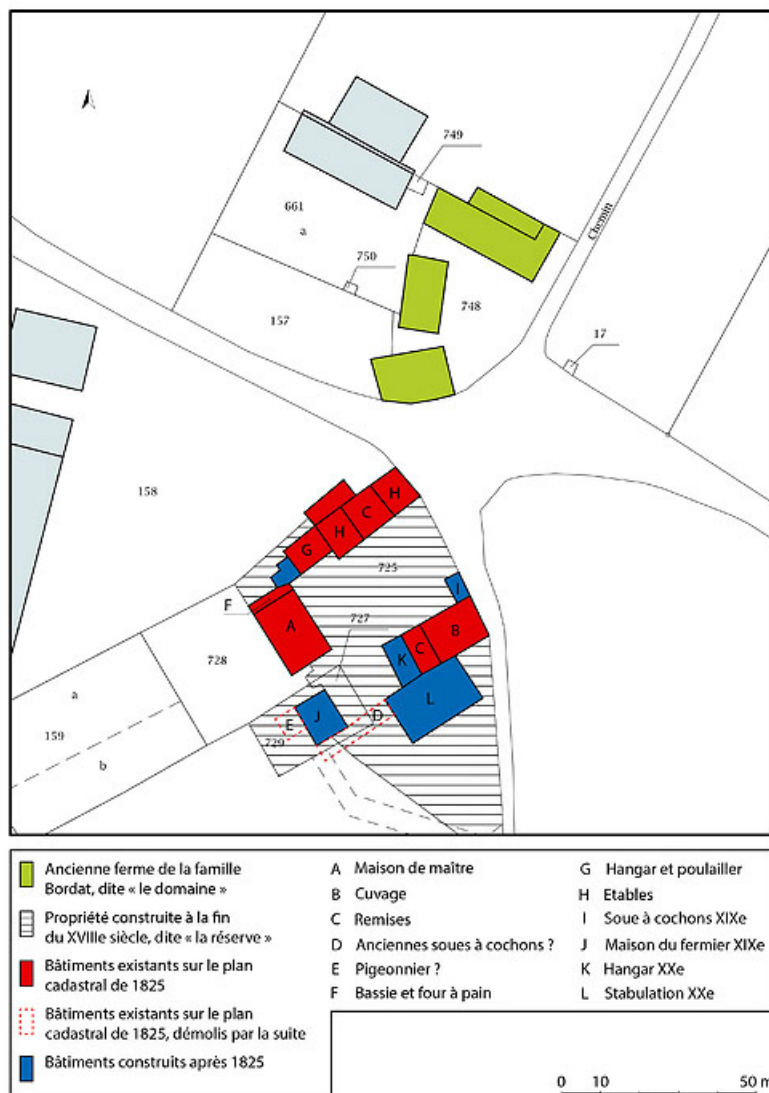 749
661
a
Chemin
750
748
157
17
158
H
C
H
G
725
I
F
A
727
B
C
K
728
L
D
a
E
J
159
729
b
Ancienne ferme de la famille
Bordat, dite « le domaine »
Propriété construite à la fin
du XVIIIe siècle, dite « la réserve »
Bâtiments existants sur le plan
cadastral de 1825
Bâtiments existants sur le plan
cadastral de 1825, démolis par la suite
Bâtiments construits après 1825
A Maison de maître
B Cuvage
C Remises
D Anciennes soues à cochons ?
E Pigeonnier ?
F Bassie et four à pain
G Hangar et poulailler
H Etables
I Soue à cochons XIXe
J Maison du fermier XIXe
K Hangar XXe
L Stabulation XXe
0 10 50 m